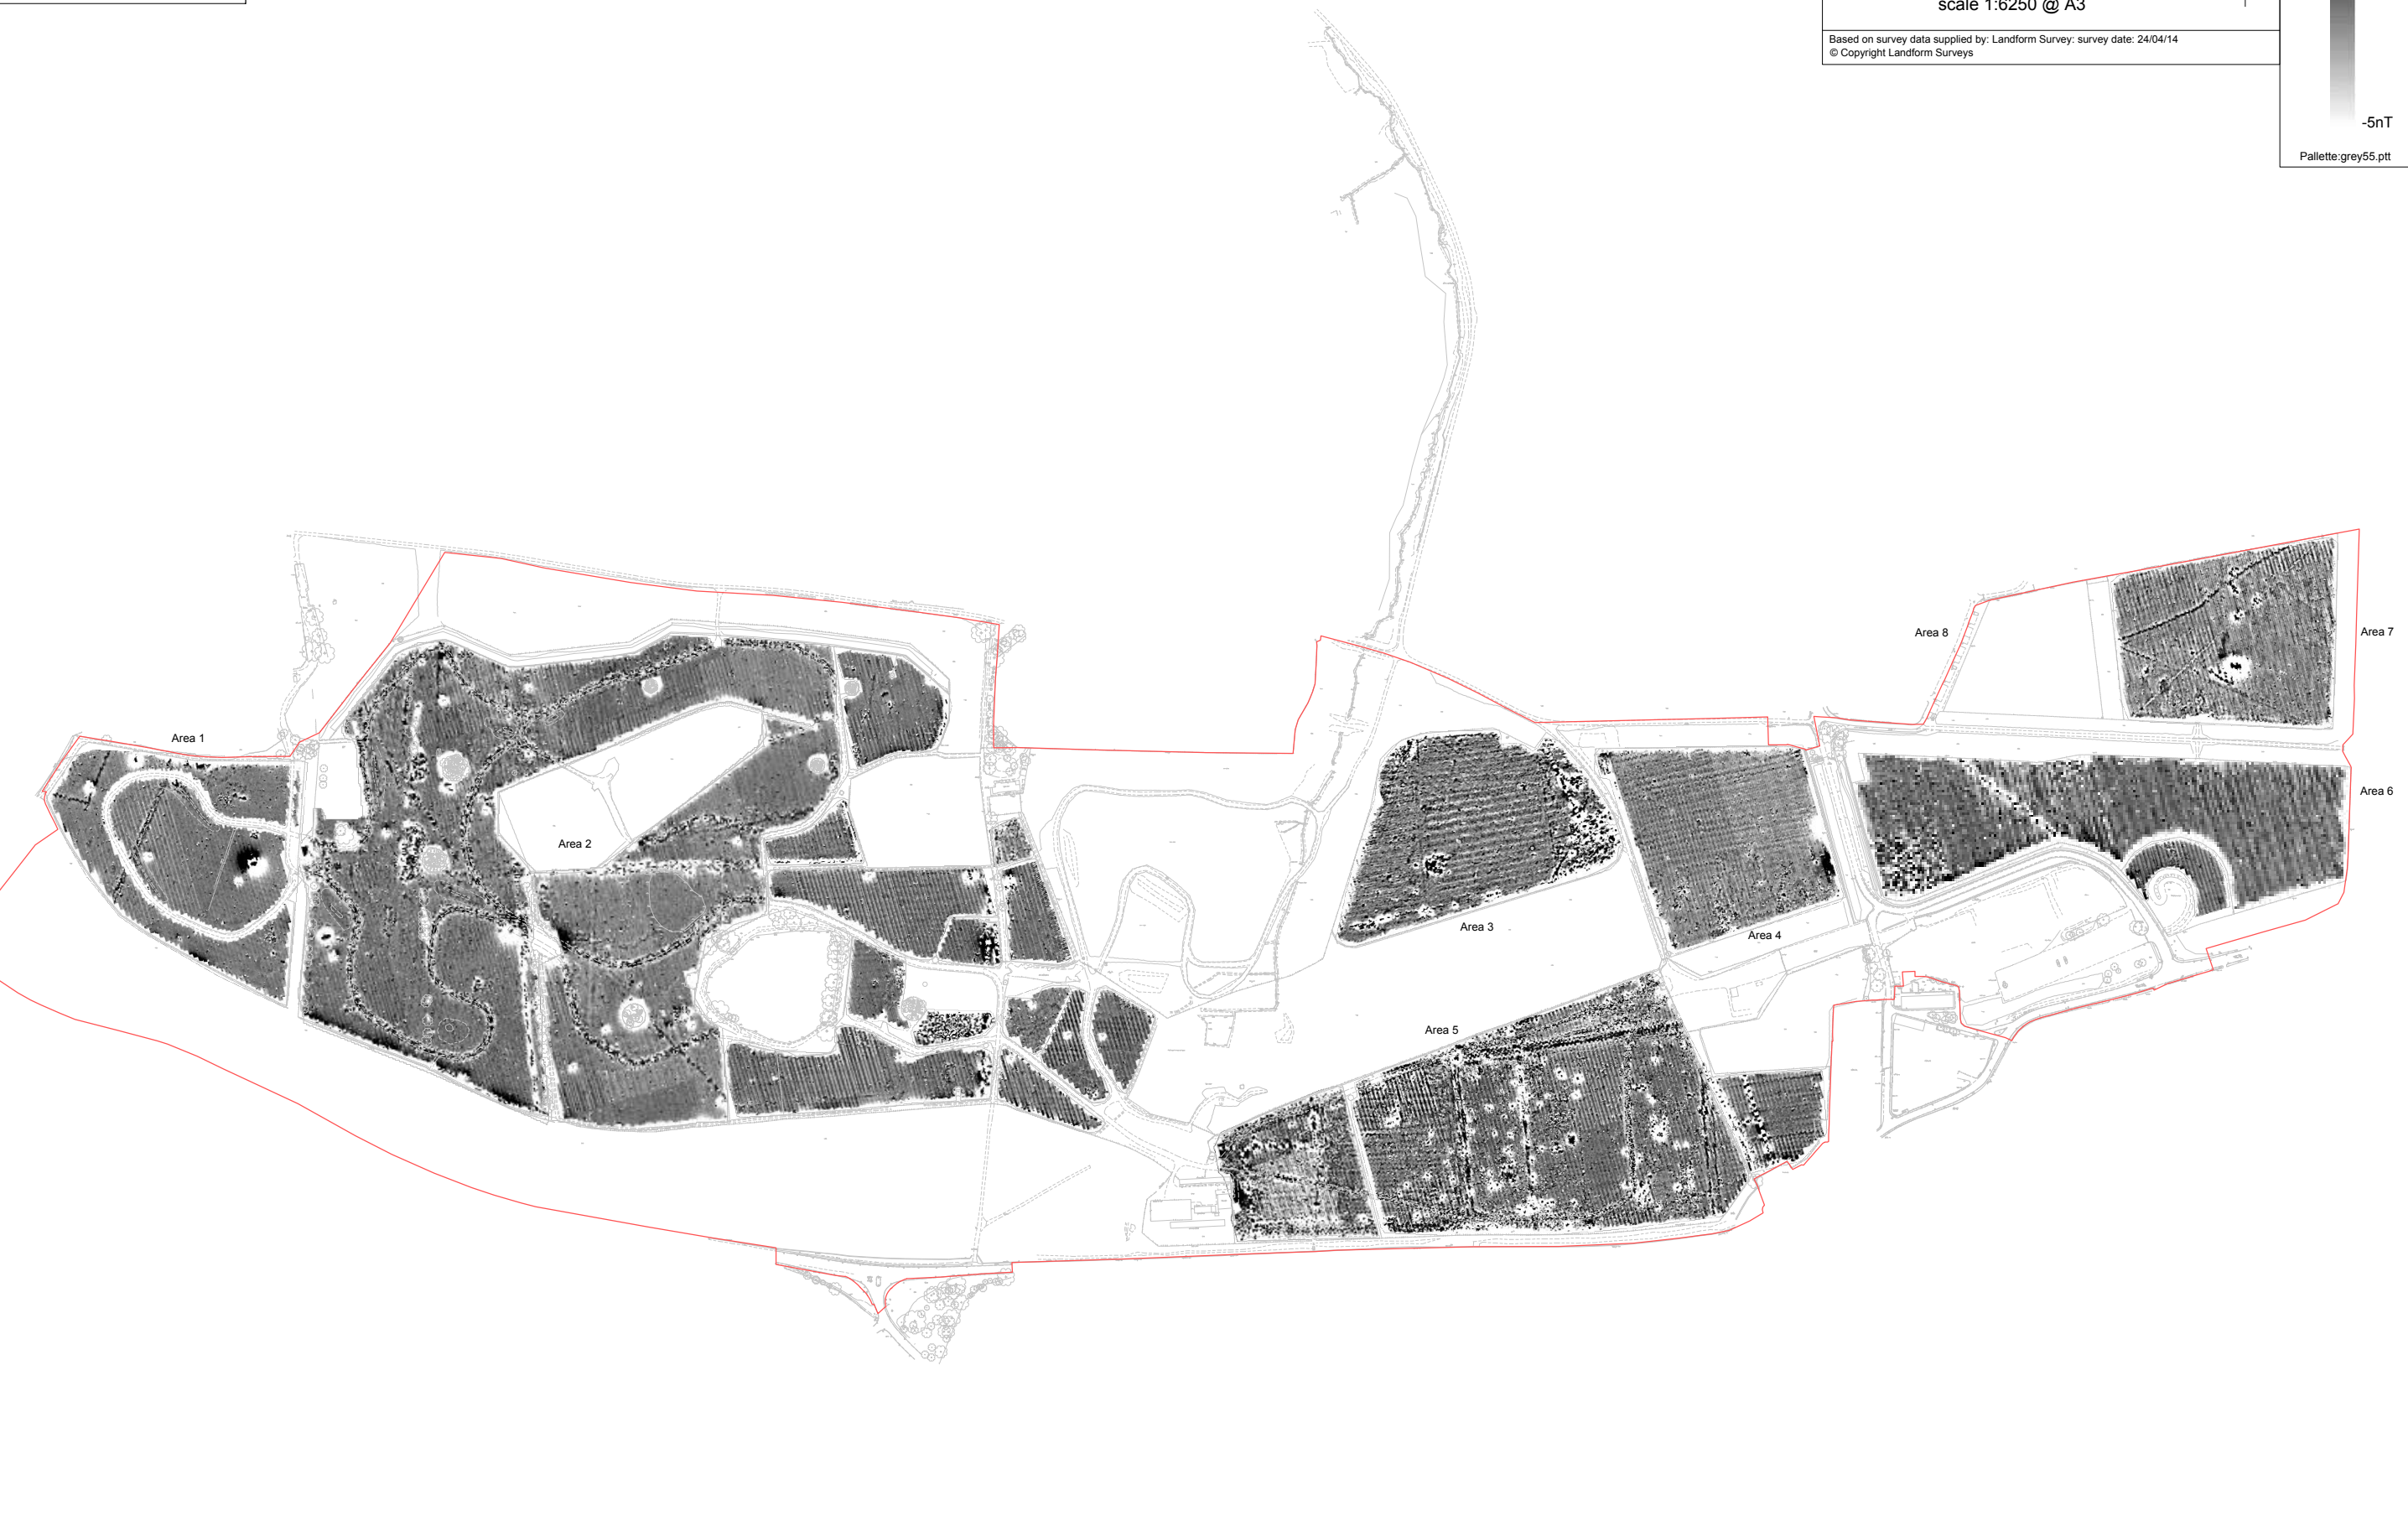 scale 1:6250 @ A3
Based on survey data supplied by: Landform Survey: survey date: 24/04/14
© Copyright Landform Surveys
-5nT
Pallette:grey55.ptt
Area 8
Area 7
Area 1
Area 6
Area 2
Area 3
Area 4
Area 5